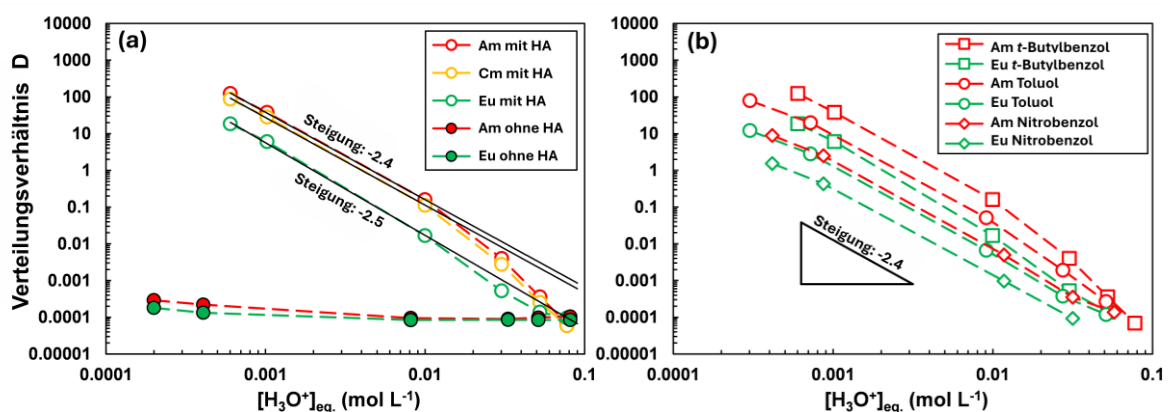 (a)
Verteilungsverhältnis D
10000
1000
100
10
1
0.1
0.01
0.001
0.0001
0.00001
0.0001
0.001
0.01
0.1
[H₃O⁺]eq. (mol L⁻¹)
Steigung: -2.4
Steigung: -2.5
Am mit HA
Cm mit HA
Eu mit HA
Am ohne HA
Eu ohne HA
(b)
10000
1000
100
10
1
0.1
0.01
0.001
0.0001
0.00001
0.0001
0.001
0.01
0.1
[H₃O⁺]eq. (mol L⁻¹)
Steigung: -2.4
Am t-Butylbenzol
Eu t-Butylbenzol
Am Toluol
Eu Toluol
Am Nitrobenzol
Eu Nitrobenzol